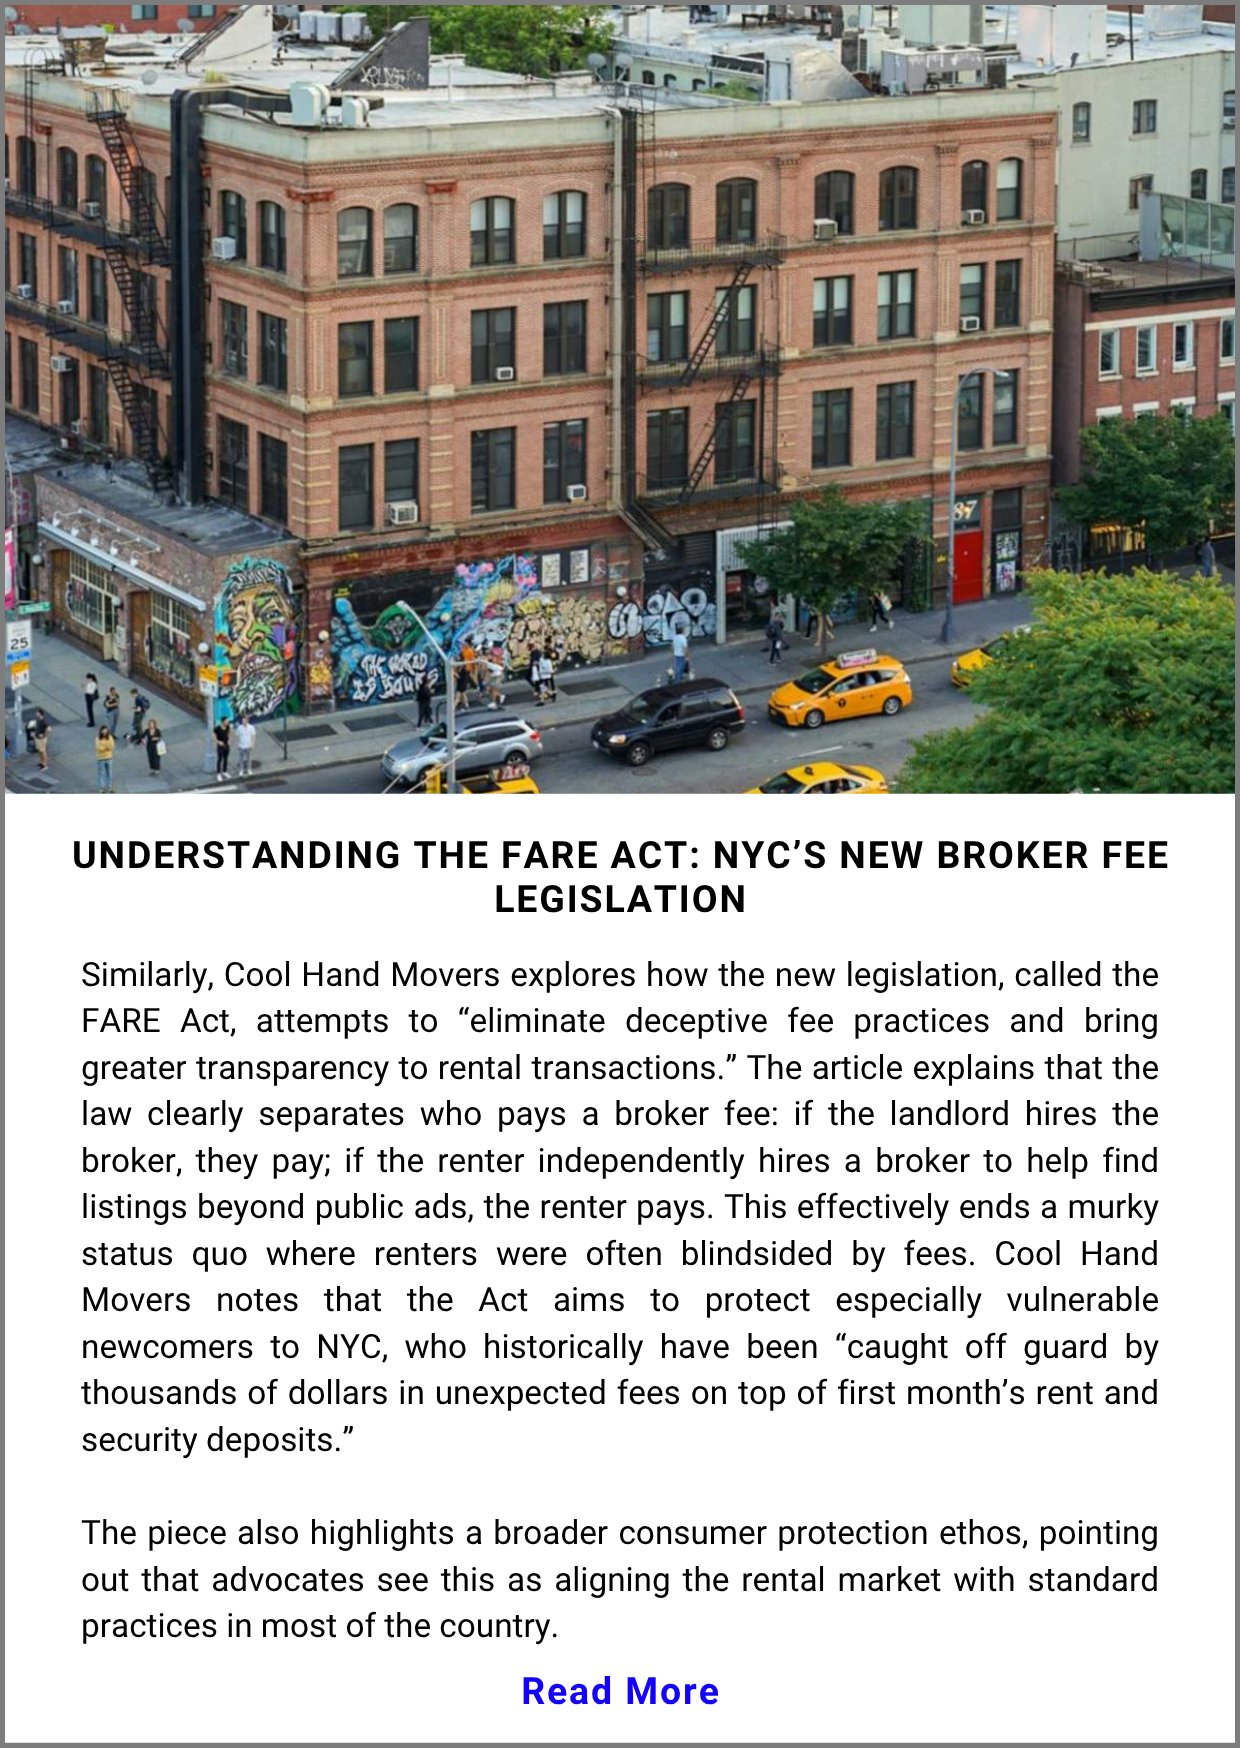 87
THE WORLD
IS YOURS
25
UNDERSTANDING THE FARE ACT: NYC’S NEW BROKER FEE
LEGISLATION
Similarly, Cool Hand Movers explores how the new legislation, called the
FARE Act, attempts to “eliminate deceptive fee practices and bring
greater transparency to rental transactions.” The article explains that the
law clearly separates who pays a broker fee: if the landlord hires the
broker, they pay; if the renter independently hires a broker to help find
listings beyond public ads, the renter pays. This effectively ends a murky
status quo where renters were often blindsided by fees. Cool Hand
Movers notes that the Act aims to protect especially vulnerable
newcomers to NYC, who historically have been “caught off guard by
thousands of dollars in unexpected fees on top of first month’s rent and
security deposits.”
The piece also highlights a broader consumer protection ethos, pointing
out that advocates see this as aligning the rental market with standard
practices in most of the country.
Read More